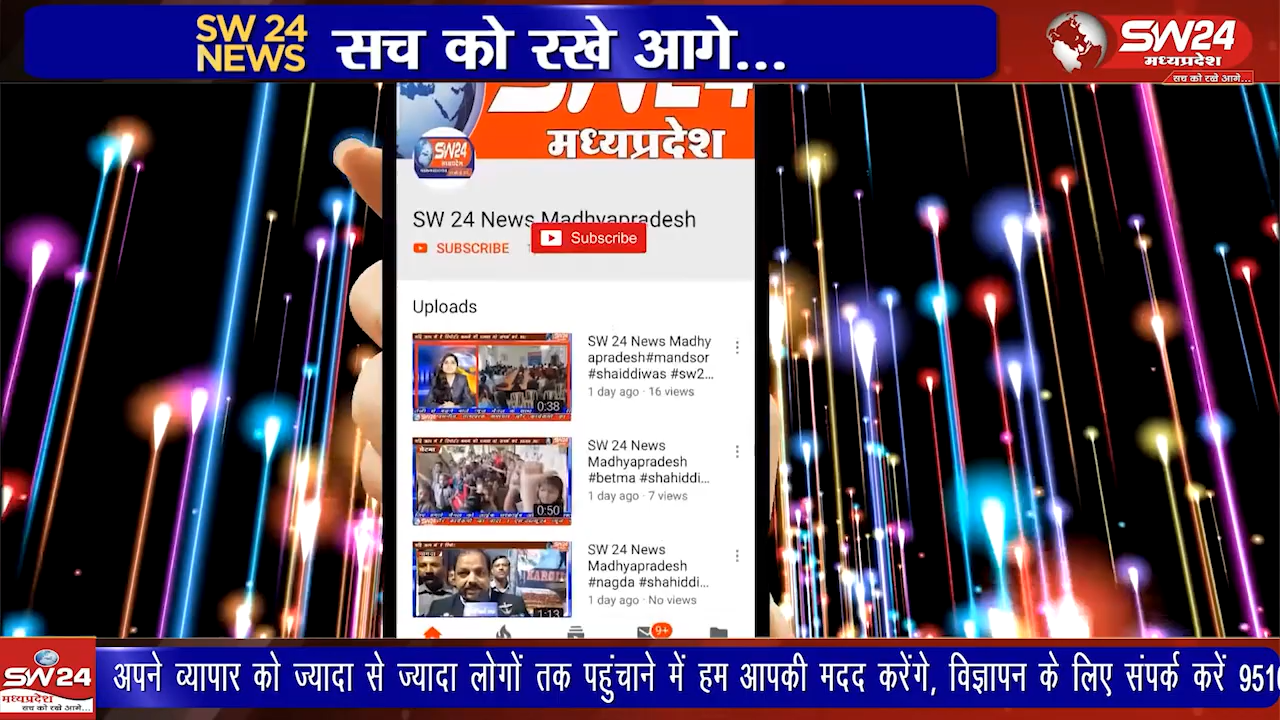 SW 24
NEWS
सच को रखे आगे...
SW24
मध्यप्रदेश
सच को रखे आगे...
SW24
मध्यप्रदेश
SW24
SW 24 News Madhyapradesh
SUBSCRIBE
Subscribe
Uploads
SW 24 News Madhy
apradesh#mandsor
#shaiddiwas #sw2...
1 day ago · 16 views
0:38
SW 24 News
Madhyapradesh
#betma #shahiddi...
1 day ago · 7 views
0:50
SW 24 News
Madhyapradesh
#nagda #shahiddi...
1 day ago · No views
1:13
9+
SW24
मध्यप्रदेश
सच को रखे आगे...
अपने व्यापार को ज्यादा से ज्यादा लोगों तक पहुंचाने में हम आपकी मदद करेंगे, विज्ञापन के लिए संपर्क करें 951